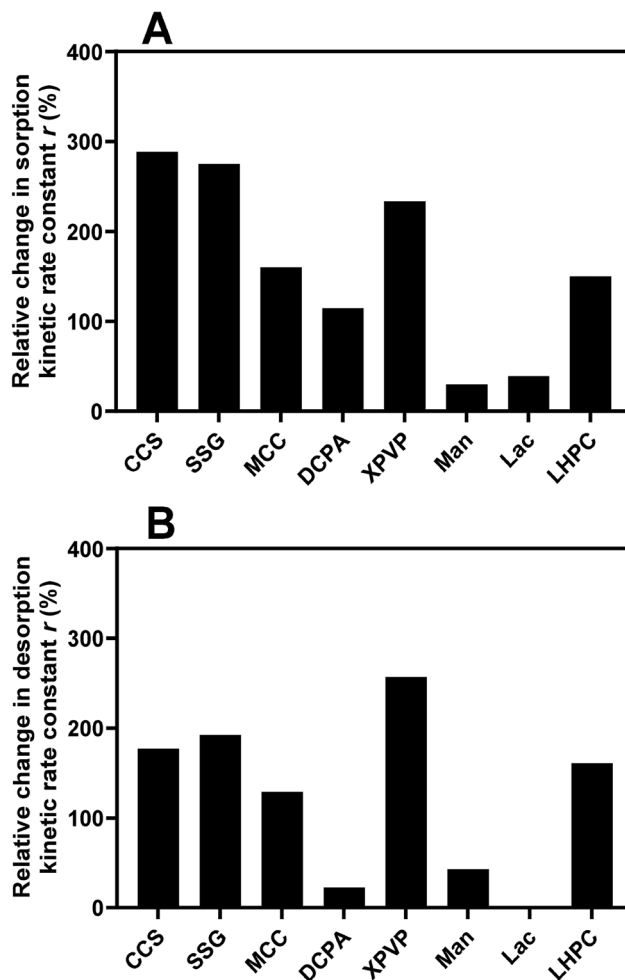 A
Relative change in sorption
kinetic rate constant r (%)
400
300
200
100
0
CCS
SSG
MCC
DCPA
XPVP
Man
Lac
LHPC
B
Relative change in desorption
kinetic rate constant r (%)
400
300
200
100
0
CCS
SSG
MCC
DCPA
XPVP
Man
Lac
LHPC